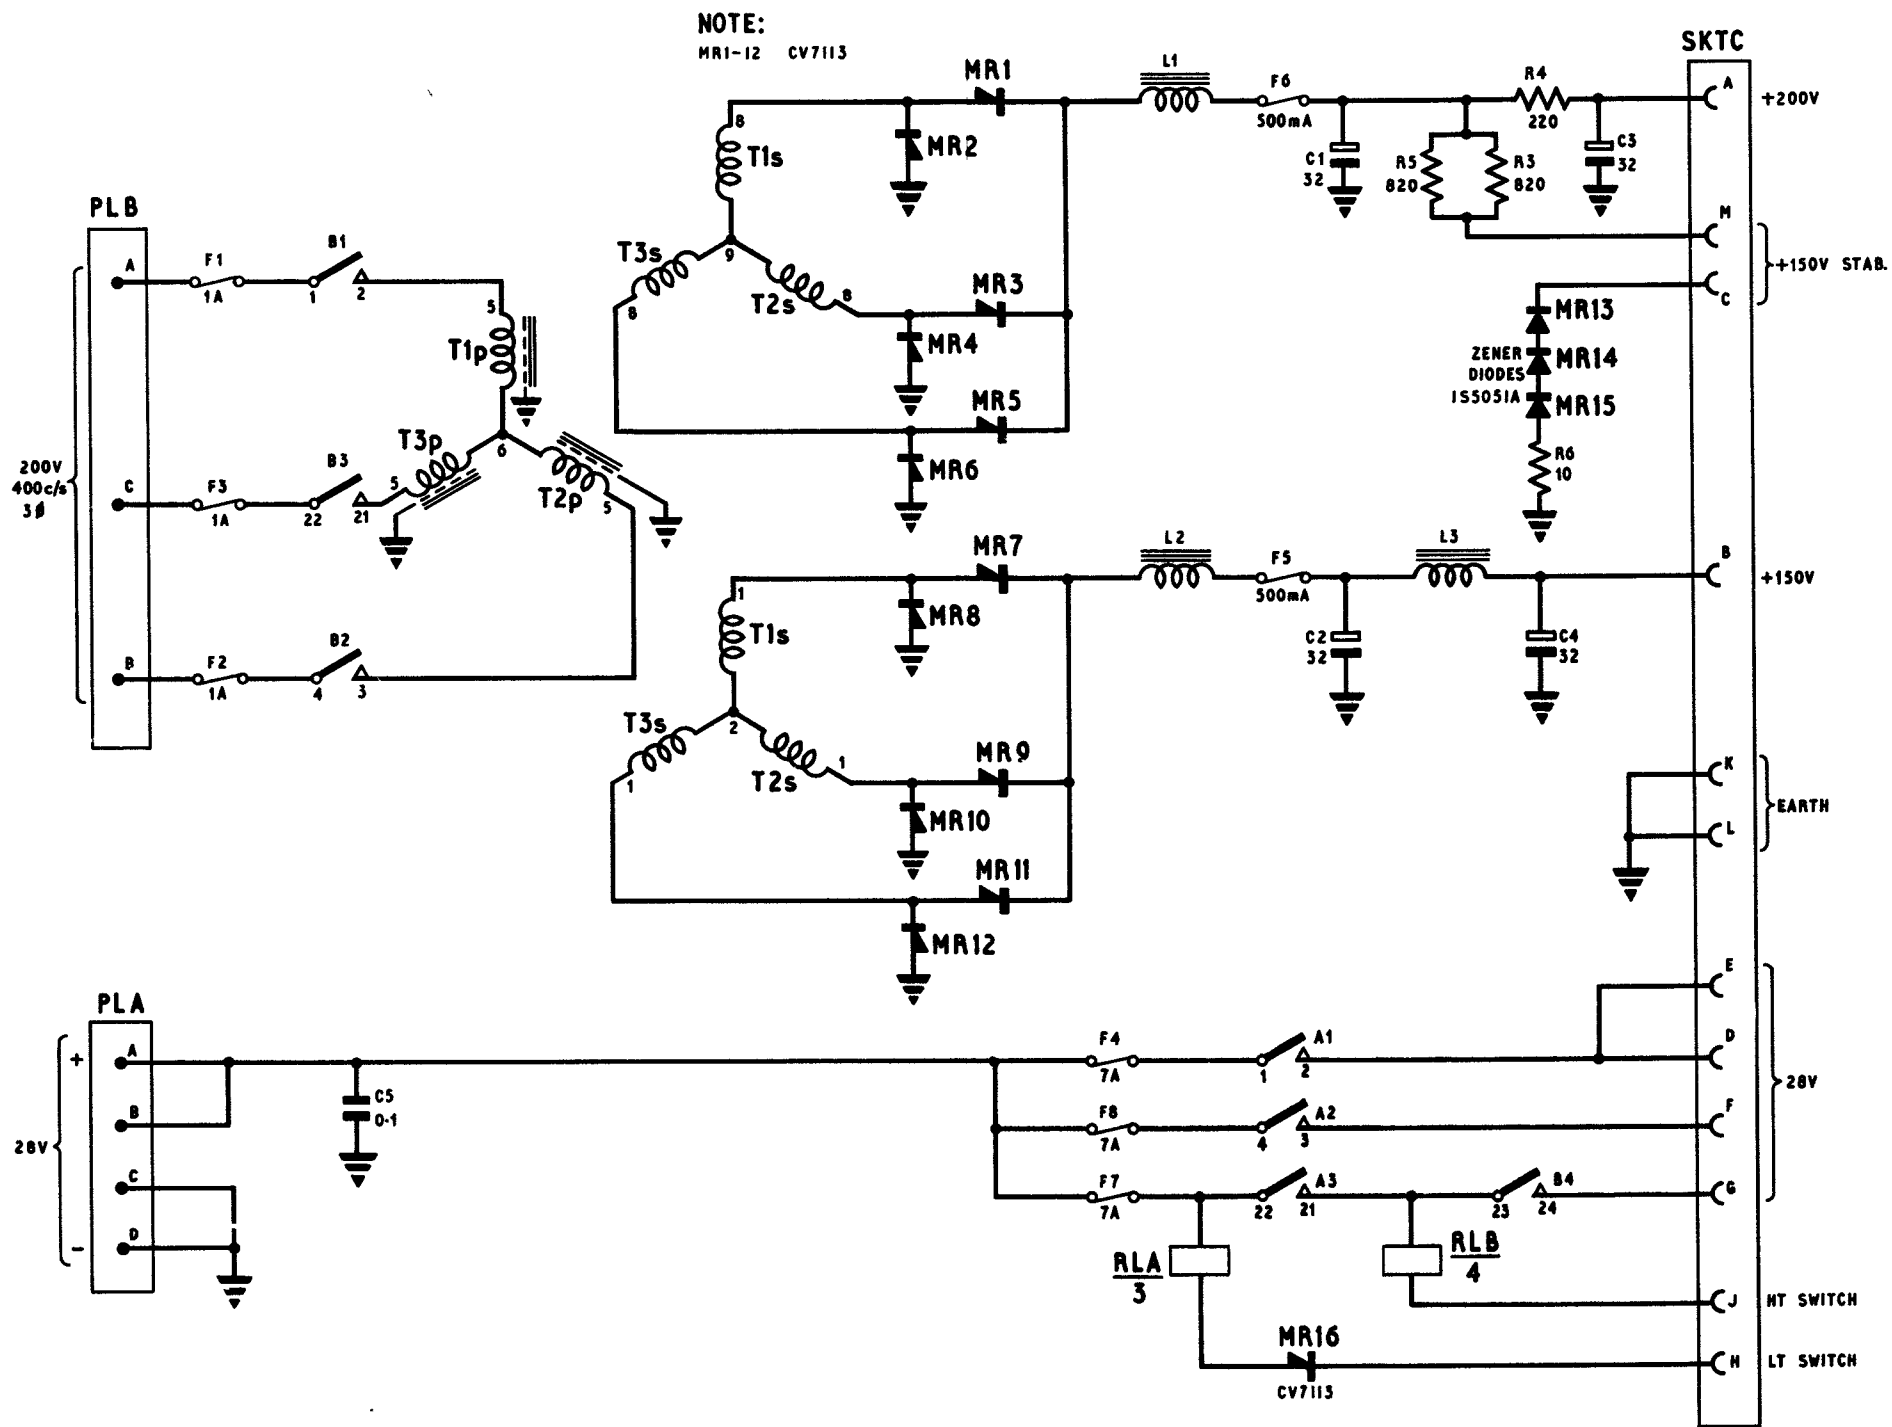 NOTE:
MR1-12 CV7113
SKTC
MR1
L1
F6
500mA
R4
220
A
+200V
8
T1s
MR2
C1
32
R5
820
R3
820
C3
32
PLB
M
T3s
9
T2s
8
8
MR3
+150V STAB.
C
A
F1
1A
B1
1
2
5
T1p
MR4
MR13
ZENER
DIODES
1S5051A
MR14
MR15
MR5
T3p
6
R6
10
200V
400c/s
3ø
C
F3
1A
B3
22
21
5
T2p
5
MR6
MR7
L2
F5
500mA
L3
B
+150V
1
T1s
MR8
C2
32
C4
32
B
F2
1A
B2
4
3
T3s
2
T2s
1
1
MR9
K
EARTH
L
MR10
MR11
MR12
E
PLA
+
A
F4
7A
A1
1
2
D
28V
C5
0·1
B
F8
7A
A2
4
3
F
28V
C
F7
7A
A3
22
21
B4
23
24
G
D
-
RLA
3
RLB
4
J
HT SWITCH
MR16
CV7113
H
LT SWITCH